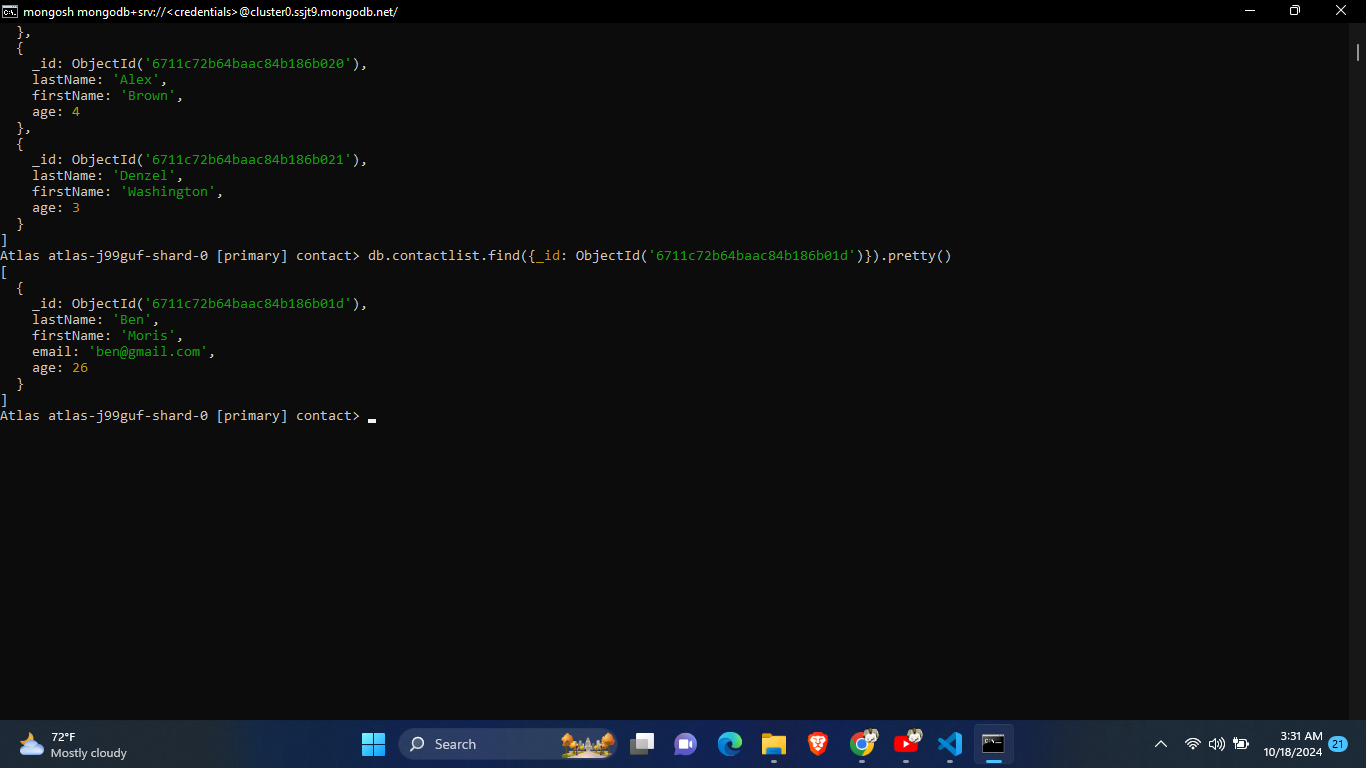 mongosh mongodb+srv://<credentials>@cluster0.ssjt9.mongodb.net/
},
{
_id: ObjectId('6711c72b64baac84b186b020'),
lastName: 'Alex',
firstName: 'Brown',
age: 4
},
{
_id: ObjectId('6711c72b64baac84b186b021'),
lastName: 'Denzel',
firstName: 'Washington',
age: 3
}
]
Atlas atlas-j99guf-shard-0 [primary] contact> db.contactlist.find({_id: ObjectId('6711c72b64baac84b186b01d')}).pretty()
[
{
_id: ObjectId('6711c72b64baac84b186b01d'),
lastName: 'Ben',
firstName: 'Moris',
email: 'ben@gmail.com',
age: 26
}
]
Atlas atlas-j99guf-shard-0 [primary] contact>
72°F
Mostly cloudy
Search
3:31 AM
10/18/2024
21